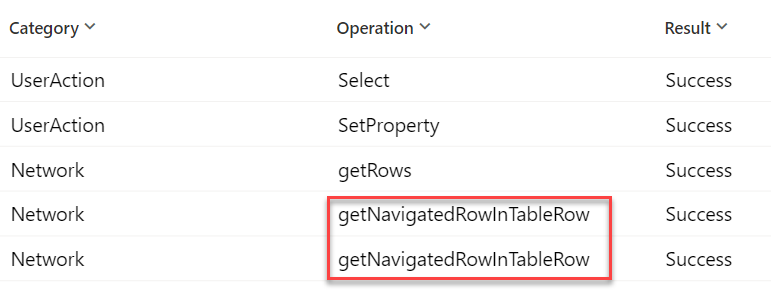 Category Operation Result
UserAction Select Success
UserAction SetProperty Success
Network getRows Success
Network getNavigatedRowInTableRow Success
Network getNavigatedRowInTableRow Success